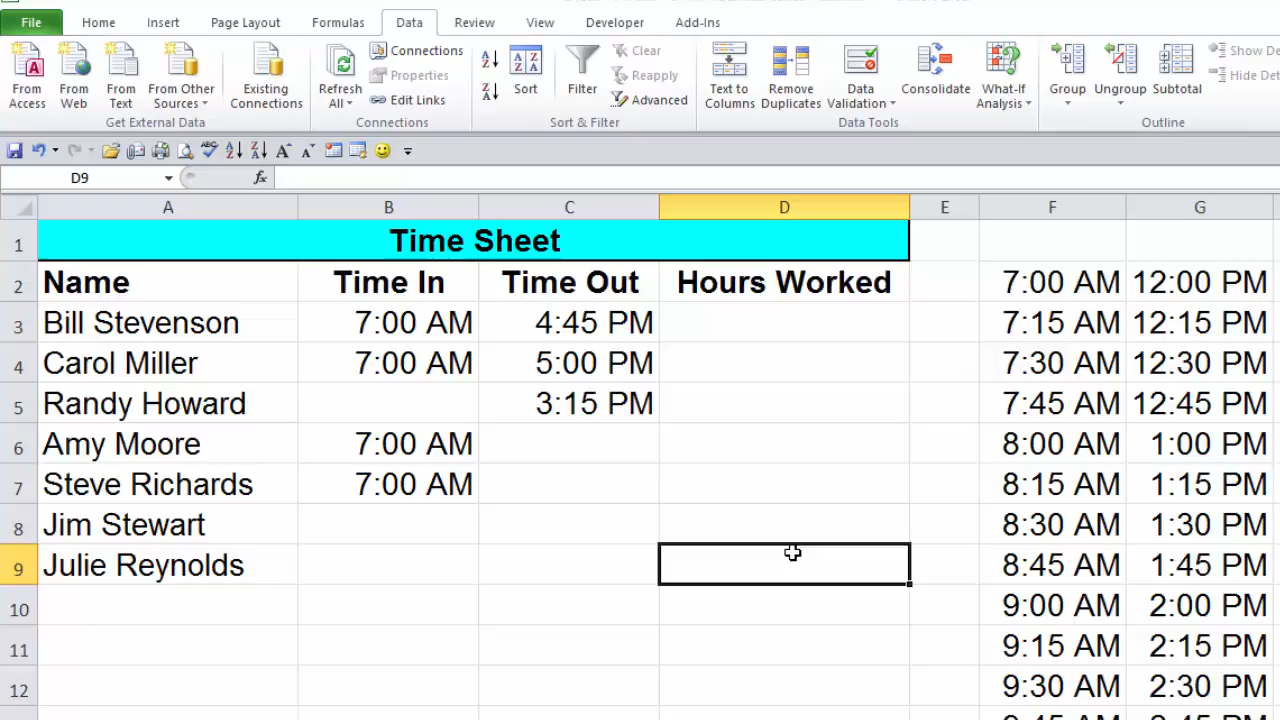 File Home Insert Page Layout Formulas Data Review View Developer Add-Ins
From Access
From Web
From Text
From Other Sources
Existing Connections
Get External Data
Refresh All
Connections
Properties
Edit Links
Connections
Sort
Filter
Clear
Reapply
Advanced
Sort & Filter
Text to Columns
Remove Duplicates
Data Validation
Consolidate
What-If Analysis
Data Tools
Group
Ungroup
Subtotal
Show De
Hide Det
Outline
D9 fx
A B C D E F G
1 Time Sheet
2 Name Time In Time Out Hours Worked 7:00 AM 12:00 PM
3 Bill Stevenson 7:00 AM 4:45 PM 7:15 AM 12:15 PM
4 Carol Miller 7:00 AM 5:00 PM 7:30 AM 12:30 PM
5 Randy Howard 3:15 PM 7:45 AM 12:45 PM
6 Amy Moore 7:00 AM 8:00 AM 1:00 PM
7 Steve Richards 7:00 AM 8:15 AM 1:15 PM
8 Jim Stewart 8:30 AM 1:30 PM
9 Julie Reynolds 8:45 AM 1:45 PM
10 9:00 AM 2:00 PM
11 9:15 AM 2:15 PM
12 9:30 AM 2:30 PM